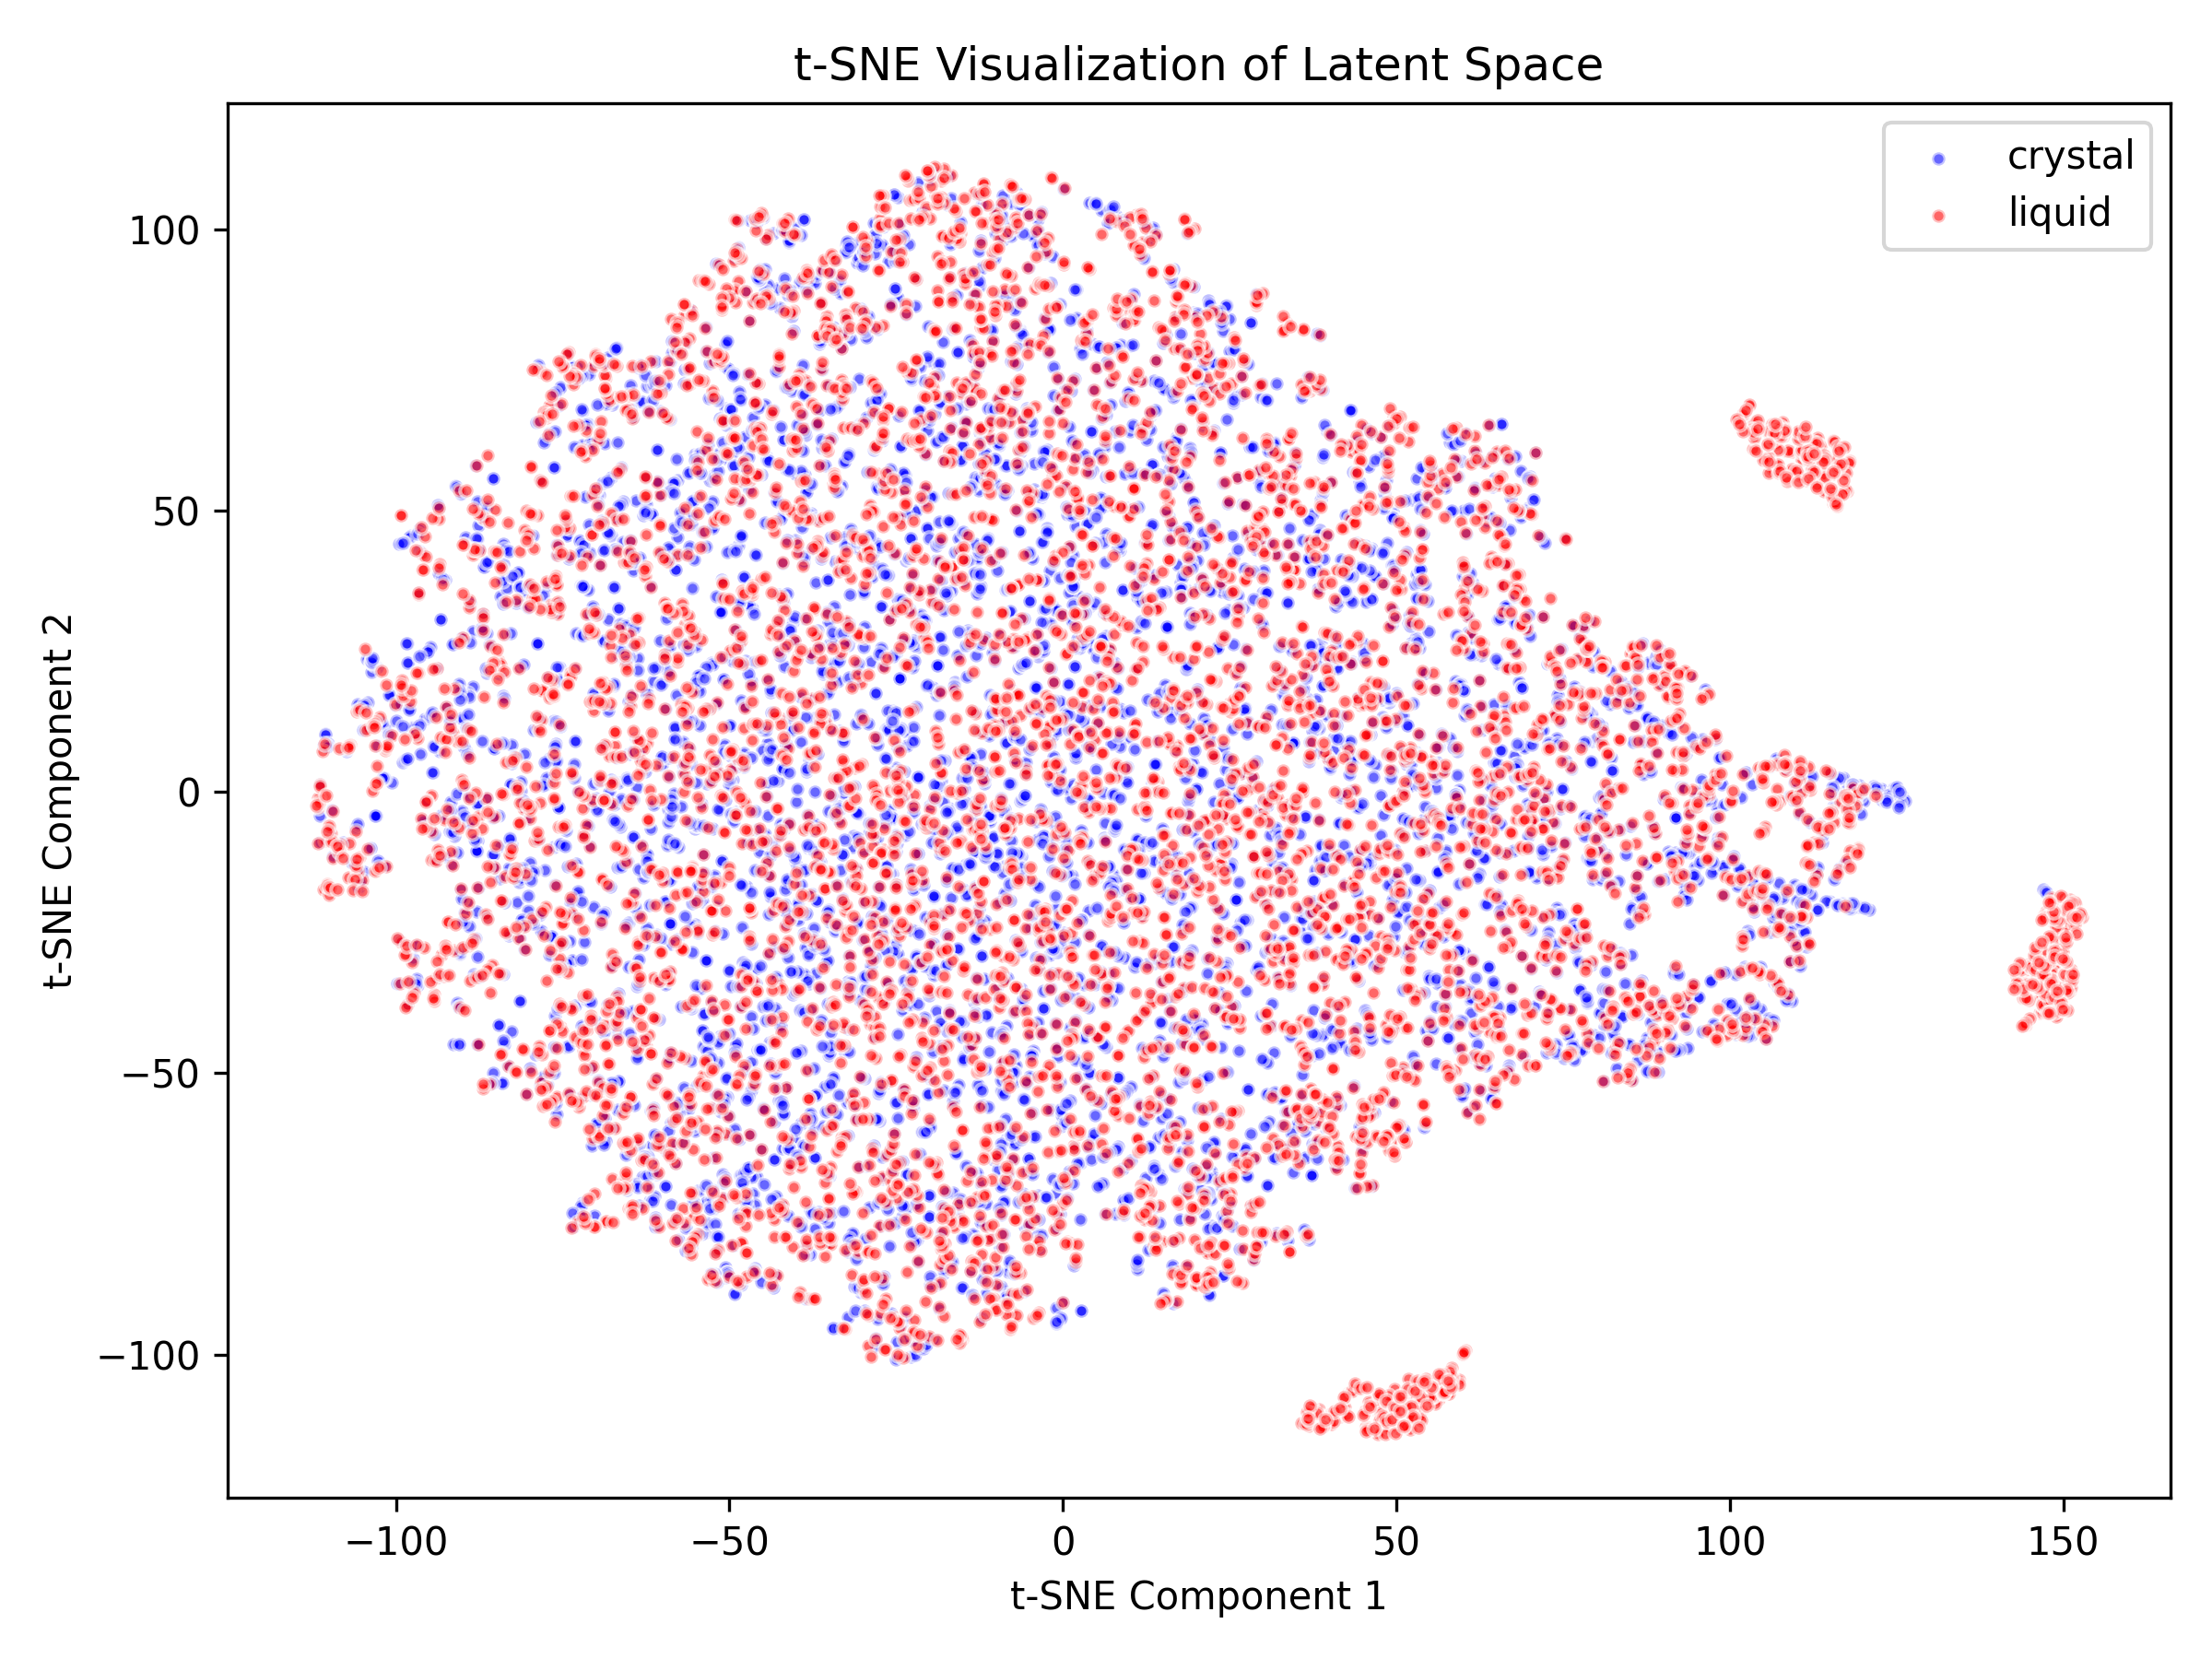 t-SNE Visualization of Latent Space
crystal
liquid
100
50
0
−50
−100
t-SNE Component 2
−100
−50
0
50
100
150
t-SNE Component 1